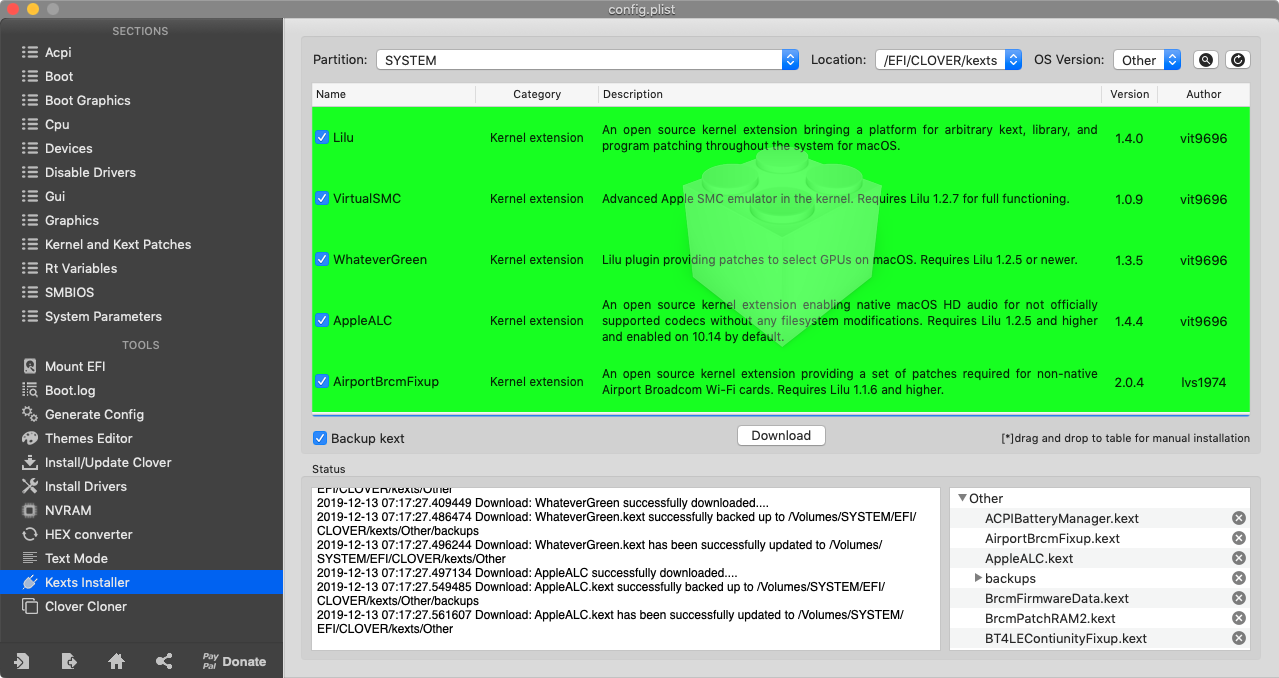 config.plist
SECTIONS
Acpi
Boot
Boot Graphics
Cpu
Devices
Disable Drivers
Gui
Graphics
Kernel and Kext Patches
Rt Variables
SMBIOS
System Parameters
TOOLS
Mount EFI
Boot.log
Generate Config
Themes Editor
Install/Update Clover
Install Drivers
NVRAM
HEX converter
Text Mode
Kexts Installer
Clover Cloner
Pay
Pal Donate
Partition: SYSTEM Location: /EFI/CLOVER/kexts OS Version: Other
Name Category Description Version Author
Lilu Kernel extension An open source kernel extension bringing a platform for arbitrary kext, library, and
program patching throughout the system for macOS. 1.4.0 vit9696
VirtualSMC Kernel extension Advanced Apple SMC emulator in the kernel. Requires Lilu 1.2.7 for full functioning. 1.0.9 vit9696
WhateverGreen Kernel extension Lilu plugin providing patches to select GPUs on macOS. Requires Lilu 1.2.5 or newer. 1.3.5 vit9696
An open source kernel extension enabling native macOS HD audio for not officially
AppleALC Kernel extension supported codecs without any filesystem modifications. Requires Lilu 1.2.5 and higher 1.4.4 vit9696
and enabled on 10.14 by default.
AirportBrcmFixup Kernel extension An open source kernel extension providing a set of patches required for non-native
Airport Broadcom Wi-Fi cards. Requires Lilu 1.1.6 and higher. 2.0.4 lvs1974
Backup kext Download [*]drag and drop to table for manual installation
Status
EFI/CLOVER/kexts/Other
2019-12-13 07:17:27.409449 Download: WhateverGreen successfully downloaded....
2019-12-13 07:17:27.486474 Download: WhateverGreen.kext successfully backed up to /Volumes/SYSTEM/EFI/
CLOVER/kexts/Other/backups
2019-12-13 07:17:27.496244 Download: WhateverGreen.kext has been successfully updated to /Volumes/
SYSTEM/EFI/CLOVER/kexts/Other
2019-12-13 07:17:27.497134 Download: AppleALC successfully downloaded....
2019-12-13 07:17:27.549485 Download: AppleALC.kext successfully backed up to /Volumes/SYSTEM/EFI/
CLOVER/kexts/Other/backups
2019-12-13 07:17:27.561607 Download: AppleALC.kext has been successfully updated to /Volumes/SYSTEM/
EFI/CLOVER/kexts/Other
Other
ACPIBatteryManager.kext
AirportBrcmFixup.kext
AppleALC.kext
backups
BrcmFirmwareData.kext
BrcmPatchRAM2.kext
BT4LEContiunityFixup.kext